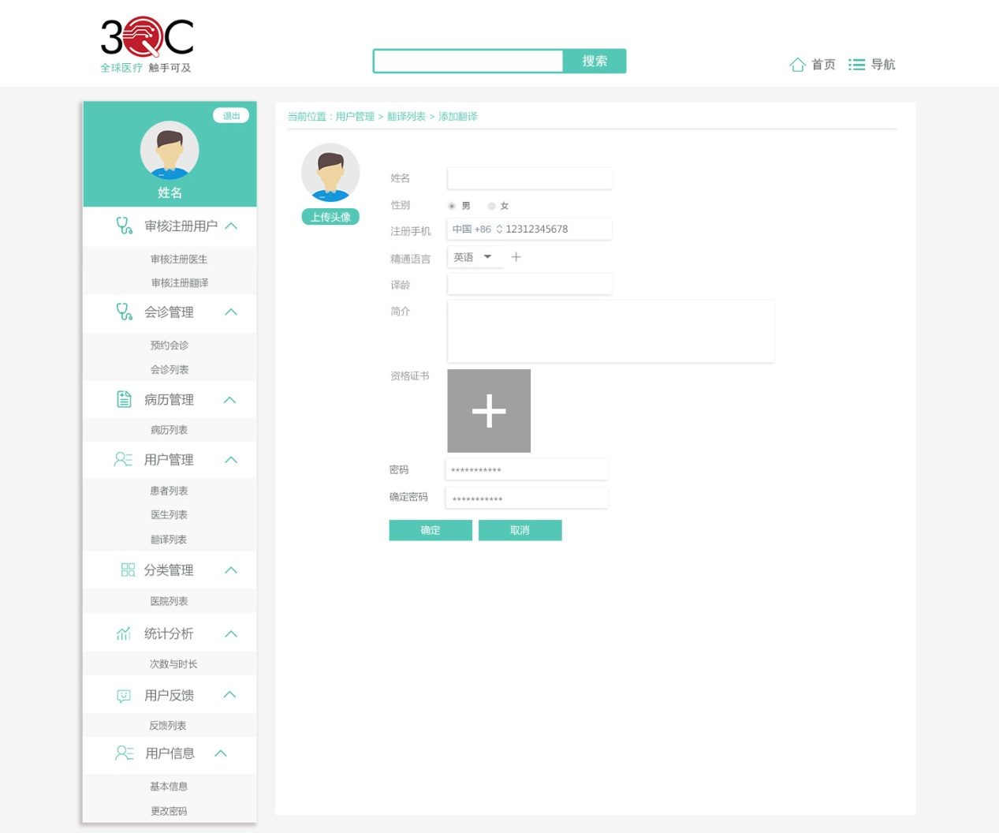 3QC
全球医疗 触手可及
搜索
首页 导航
退出
姓名
审核注册用户
审核注册医生
审核注册翻译
会诊管理
预约会诊
会诊列表
病历管理
病历列表
用户管理
患者列表
医生列表
翻译列表
分类管理
医院列表
统计分析
次数与时长
用户反馈
反馈列表
用户信息
基本信息
更改密码
当前位置：用户管理 > 翻译列表 > 添加翻译
上传头像
姓名
性别 男 女
注册手机 中国 +86 12312345678
精通语言 英语
译龄
简介
资格证书
密码 ***********
确定密码 ***********
确定 取消